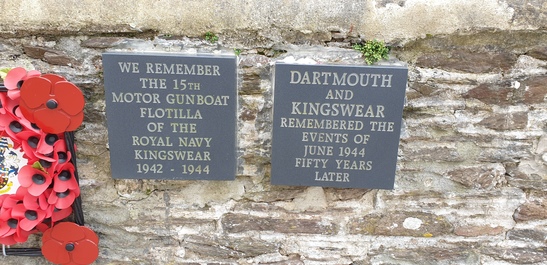 WE REMEMBER
THE 15TH
MOTOR GUNBOAT
FLOTILLA
OF THE
ROYAL NAVY
KINGSWEAR
1942 - 1944
DARTMOUTH
AND
KINGSWEAR
REMEMBERED THE
EVENTS OF
JUNE 1944
FIFTY YEARS
LATER